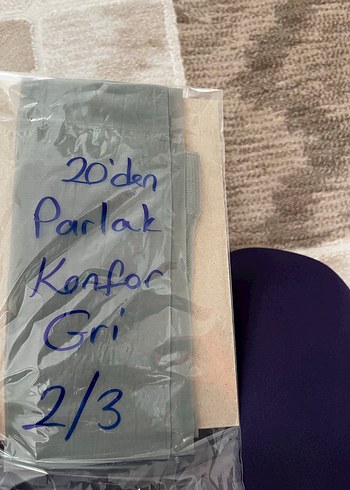 20'den
Parlak
Konfor
Gri
2/3